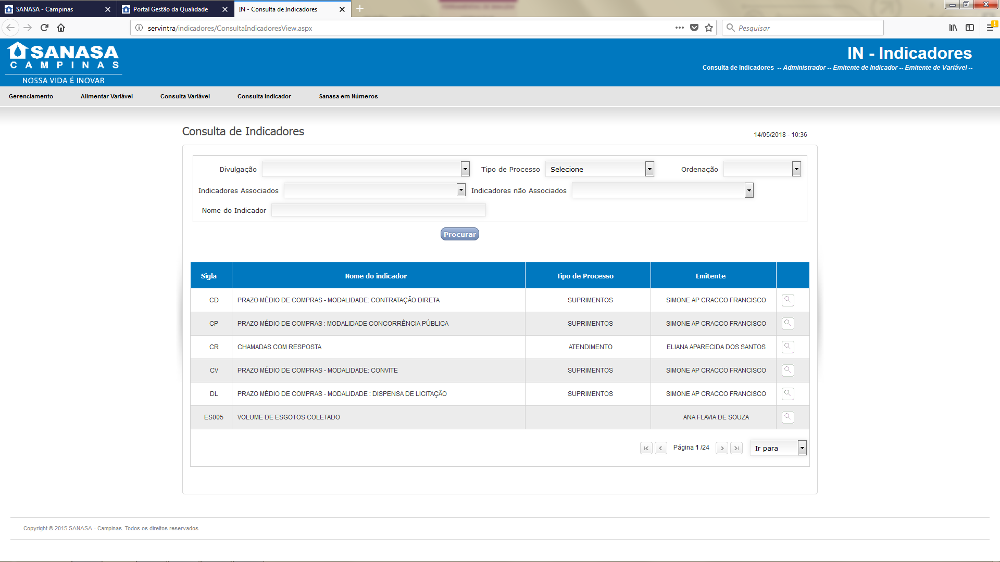 SANASA - Campinas
Portal Gestão da Qualidade
IN - Consulta de Indicadores
servintra/indicadores/ConsultaIndicadoresView.aspx
Pesquisar
SANASA
CAMPINAS
NOSSA VIDA É INOVAR
IN - Indicadores
Consulta de Indicadores -- Administrador -- Emitente de Indicador -- Emitente de Variável --
Gerenciamento Alimentar Variável Consulta Variável Consulta Indicador Sanasa em Números
Consulta de Indicadores
14/05/2018 - 10:36
Divulgação Tipo de Processo Selecione Ordenação
Indicadores Associados Indicadores não Associados
Nome do Indicador
Procurar
Sigla Nome do indicador Tipo de Processo Emitente
CD PRAZO MÉDIO DE COMPRAS - MODALIDADE: CONTRATAÇÃO DIRETA SUPRIMENTOS SIMONE AP CRACCO FRANCISCO
CP PRAZO MÉDIO DE COMPRAS : MODALIDADE CONCORRÊNCIA PÚBLICA SUPRIMENTOS SIMONE AP CRACCO FRANCISCO
CR CHAMADAS COM RESPOSTA ATENDIMENTO ELIANA APARECIDA DOS SANTOS
CV PRAZO MÉDIO DE COMPRAS - MODALIDADE: CONVITE SUPRIMENTOS SIMONE AP CRACCO FRANCISCO
DL PRAZO MÉDIO DE COMPRAS - MODALIDADE : DISPENSA DE LICITAÇÃO SUPRIMENTOS SIMONE AP CRACCO FRANCISCO
ES005 VOLUME DE ESGOTOS COLETADO ANA FLAVIA DE SOUZA
Página 1 /24 Ir para
Copyright © 2015 SANASA - Campinas. Todos os direitos reservados